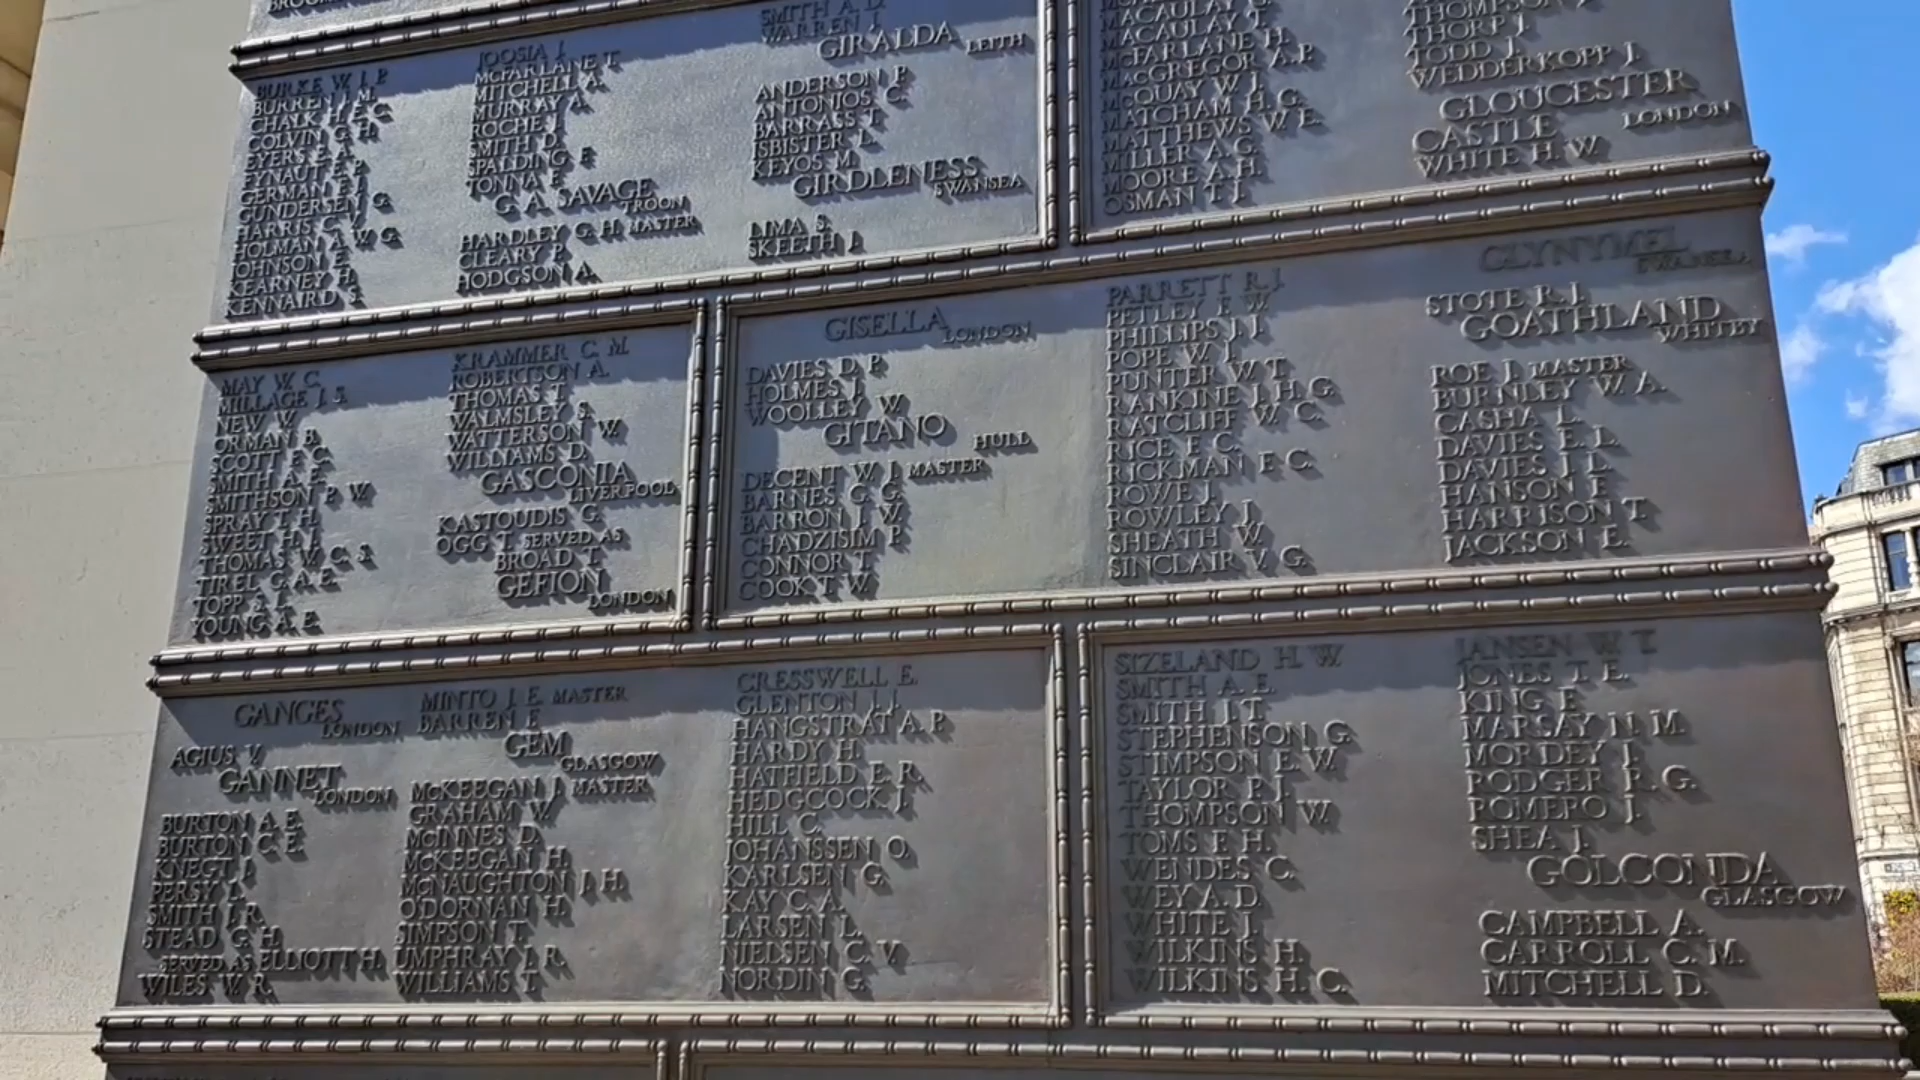 BURKE W. J. P.
BURREN J. M.
CHALK H. E. C.
COLVIN G. H.
EYERS E. A.
EYNAUT E.
GERMAN E. J.
GUNDERSEN J. G.
HARRIS C.
HOLMAN A. W. G.
JOHNSON E.
KEARNEY H.
KENNAIRD S.
JOOSIA J.
McFARLANE T.
MITCHELL A.
MURRAY A.
ROCHE J.
SMITH D.
SPALDING F.
TONNA E.
G. A. SAVAGE
TROON
HARDLEY G. H. MASTER
CLEARY P.
HODGSON A.
SMITH A. D.
WARREN J.
GIRALDA LEITH
ANDERSON P.
ANTONIOS C.
BARRASS T.
ISBISTER L.
KEYOS M.
GIRDLENESS
SWANSEA
LIMA S.
SKEETH J.
MACAULAY
MACAULAY T.
McFARLANE H.
MacGREGOR A. P.
McQUAY W. J.
MATCHAM H. G.
MATTHEWS W. E.
MILLER A. G.
MOORE A. H.
OSMAN T. J.
THOMPSON
THORP J.
TODD J.
WEDDERKOPP J.
GLOUCESTER
CASTLE LONDON
WHITE H. W.
MAY W. C.
MILLAGE J. S.
NEW W.
ORMAN B.
SCOTT F. C.
SMITH A. E.
SMITHSON P. W.
SPRAY T. H.
SWEET H. J.
THOMAS W. C. S.
TIREL G. A. E.
TOPP A. T.
YOUNG A. E.
KRAMMER C. M.
ROBERTSON A.
THOMAS T.
WALMSLEY S.
WATTERSON W.
WILLIAMS D.
GASCONIA
LIVERPOOL
KASTOUDIS G.
OGG T. SERVED AS
BROAD T.
GEFION
LONDON
GISELLA LONDON
DAVIES D. P.
HOLMES J.
WOOLLEY W.
GITANO HULL
DECENT W. J. MASTER
BARNES G. G.
BARRON J. W.
CHADZISIM P.
CONNOR T.
COOK T. W.
PARRETT R. J.
PETLEY F. W.
PHILLIPS J. J.
POPE W. J.
PUNTER W. T.
RANKINE J. H. G.
RATCLIFF W. C.
RICE F. C.
RICKMAN E. C.
ROWE J.
ROWLEY J.
SHEATH W.
SINCLAIR V. G.
GLYNYMEL
SWANSEA
STOTE R. J.
GOATHLAND
WHITBY
ROE J. MASTER
BURNLEY W. A.
CASHA L.
DAVIES E. L.
DAVIES J. L.
HANSON F.
HARRISON T.
JACKSON E.
GANGES
LONDON
AGIUS V.
GANNET
LONDON
BURTON A. E.
BURTON C. E.
KNEGT J.
PERSY L.
SMITH J. R.
STEAD G. H.
SERVED AS ELLIOTT H.
WILES W. R.
MINTO J. E. MASTER
BARREN F.
GEM
GLASGOW
McKEEGAN J. MASTER
GRAHAM W.
McINNES D.
McKEEGAN H.
McNAUGHTON J. H.
O'DORNAN H.
SIMPSON T.
UMPHRAY J. R.
WILLIAMS T.
CRESSWELL E.
GLENTON J. J.
HANGSTRAT A. P.
HARDY H.
HATFIELD E. R.
HEDGCOCK J.
HILL C.
JOHANSSEN O.
KARLSEN G.
KAY C. A.
LARSEN L.
NIELSEN C. V.
NORDIN G.
SIZELAND H. W.
SMITH A. E.
SMITH J. T.
STEPHENSON G.
STIMPSON E. W.
TAYLOR P. J.
THOMPSON W.
TOMS F. H.
WENDES C.
WEY A. D.
WHITE J.
WILKINS H.
WILKINS H. C.
JANSEN W. T.
JONES T. E.
KING F.
MARSAY N. M.
MORDEY J.
RODGER R. G.
ROMERO J.
SHEA J.
GOLCONDA
GLASGOW
CAMPBELL A.
CARROLL C. M.
MITCHELL D.